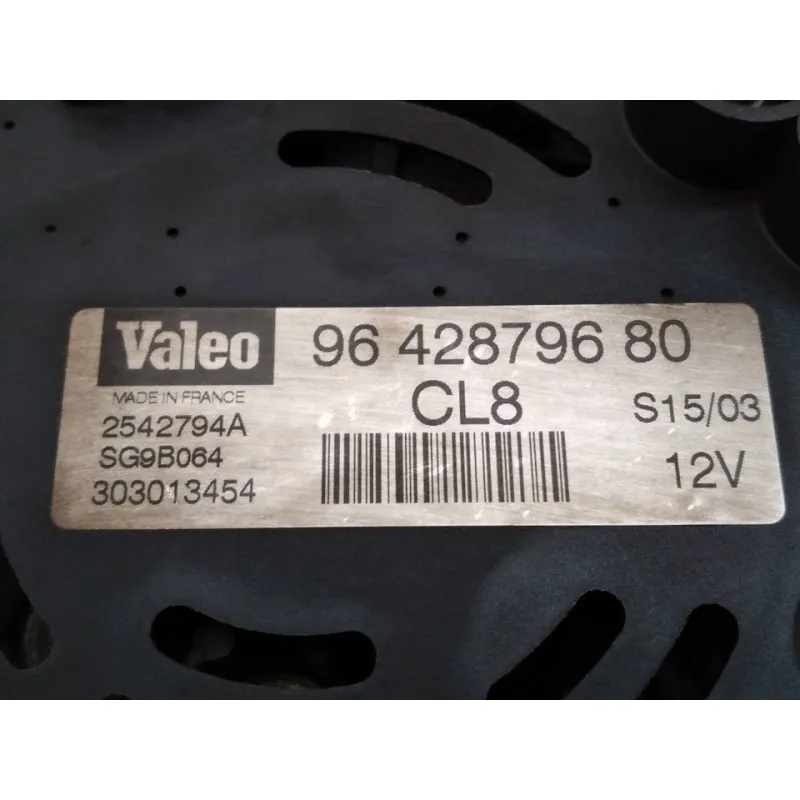 Valeo
96 428796 80
MADE IN FRANCE
CL8
S15/03
2542794A
SG9B064
12V
303013454